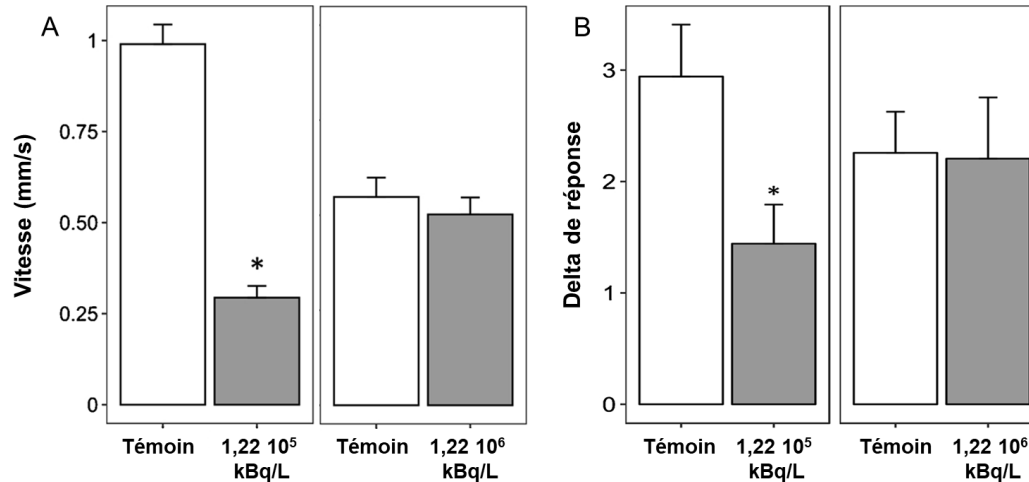 A
Vitesse (mm/s)
1
0.75
0.50
0.25
0
*
Témoin
1,22 10⁵
kBq/L
Témoin
1,22 10⁶
kBq/L
B
Delta de réponse
3
2
1
0
*
Témoin
1,22 10⁵
kBq/L
Témoin
1,22 10⁶
kBq/L